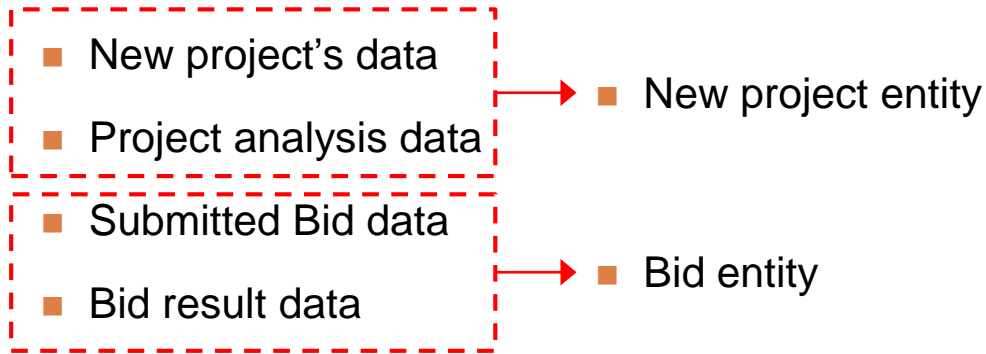 New project’s data
Project analysis data
New project entity
Submitted Bid data
Bid result data
Bid entity